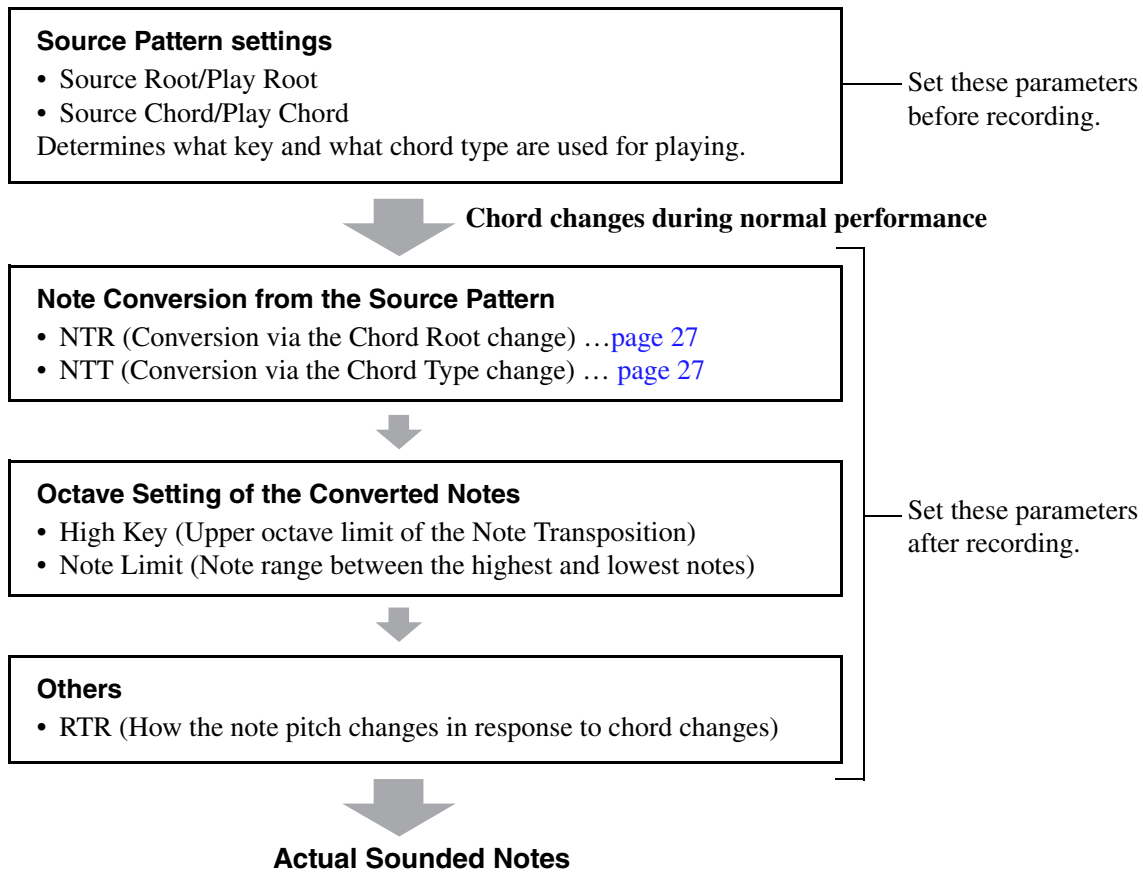 Source Pattern settings
• Source Root/Play Root
• Source Chord/Play Chord
Determines what key and what chord type are used for playing.
Set these parameters
before recording.
Chord changes during normal performance
Note Conversion from the Source Pattern
• NTR (Conversion via the Chord Root change) …page 27
• NTT (Conversion via the Chord Type change) … page 27
Octave Setting of the Converted Notes
• High Key (Upper octave limit of the Note Transposition)
• Note Limit (Note range between the highest and lowest notes)
Set these parameters
after recording.
Others
• RTR (How the note pitch changes in response to chord changes)
Actual Sounded Notes